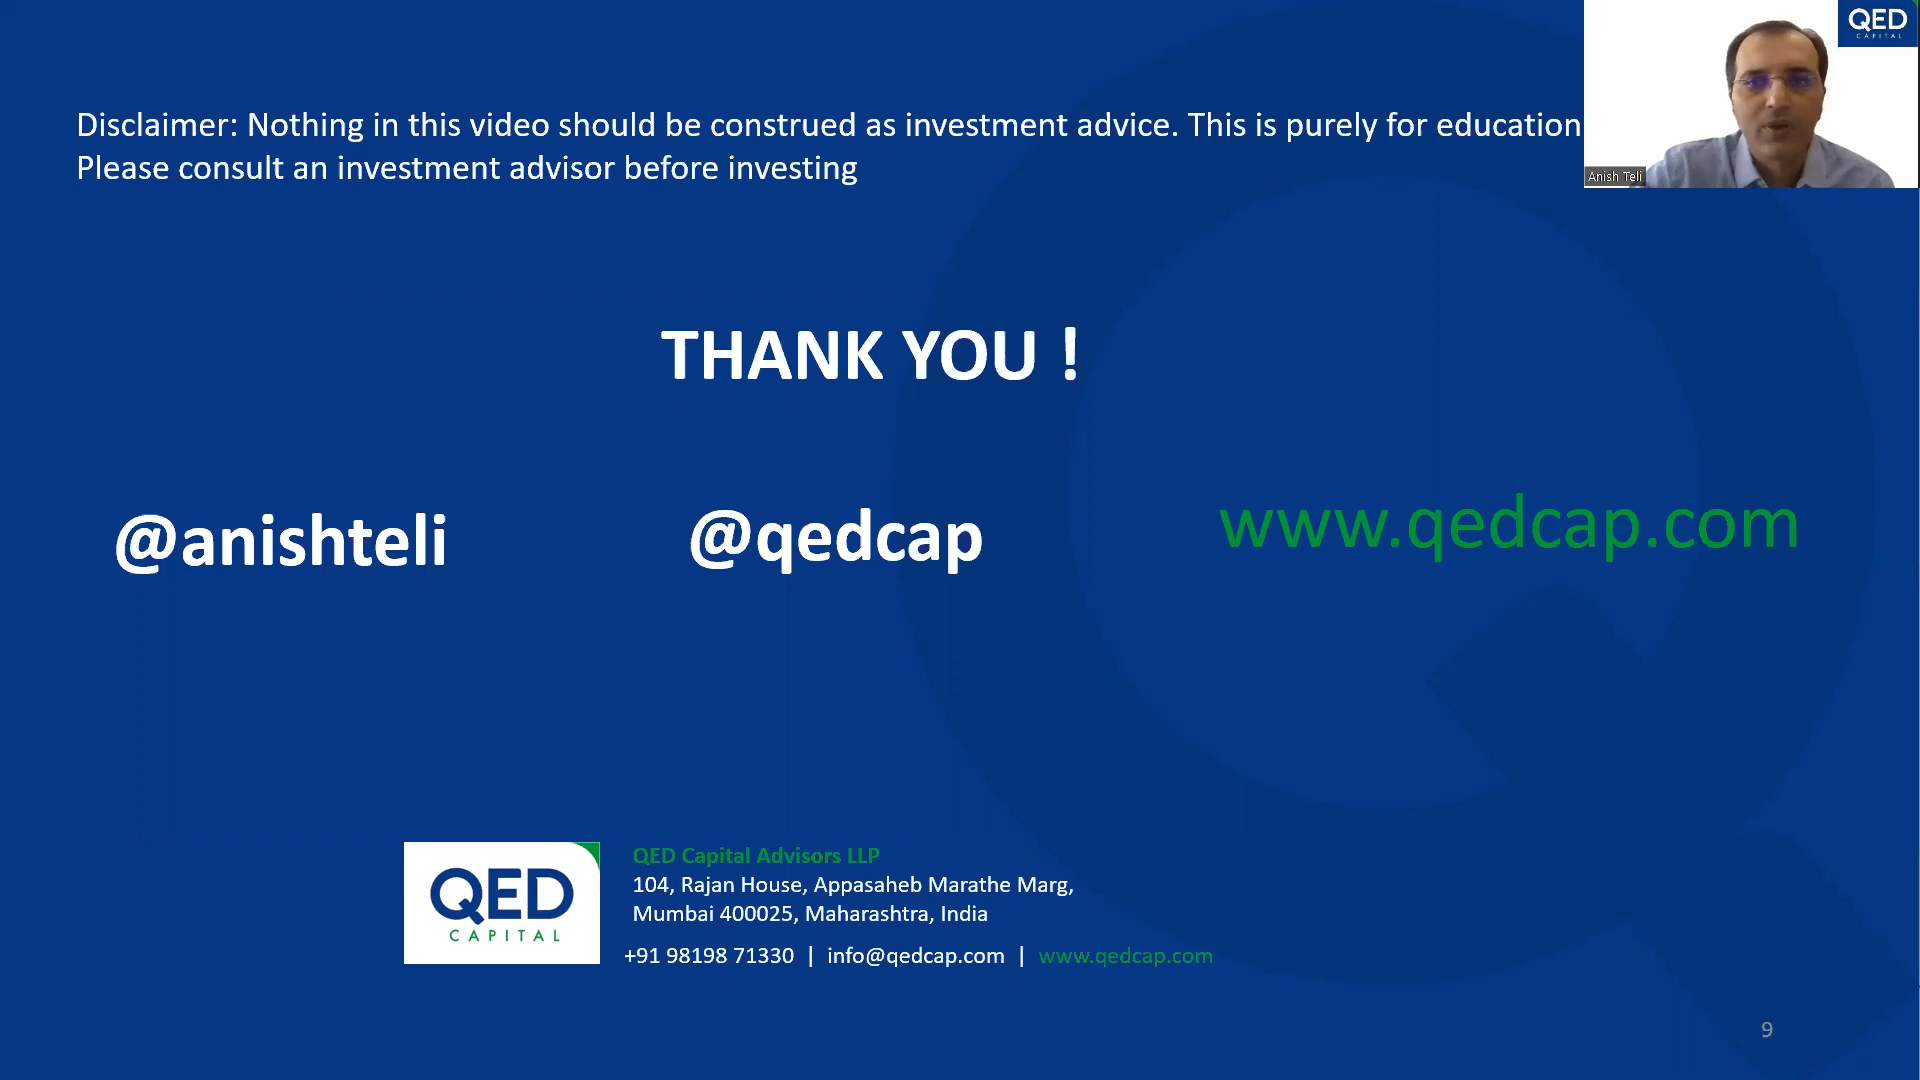 QED
CAPITAL
Disclaimer: Nothing in this video should be construed as investment advice. This is purely for education
Please consult an investment advisor before investing
Anish Teli
THANK YOU !
@anishteli
@qedcap
www.qedcap.com
QED
CAPITAL
QED Capital Advisors LLP
104, Rajan House, Appasaheb Marathe Marg,
Mumbai 400025, Maharashtra, India
+91 98198 71330 | info@qedcap.com | www.qedcap.com
9